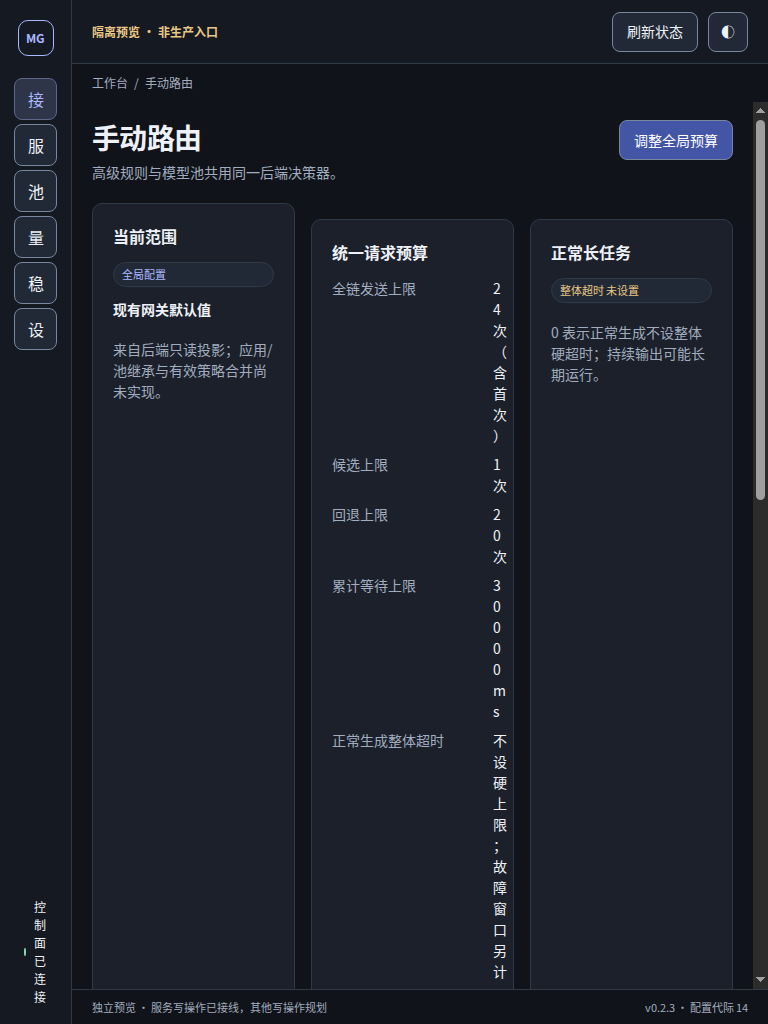 MG
接
服
池
量
稳
设
控
制
面
已
连
接
隔离预览 · 非生产入口
刷新状态
工作台 / 手动路由
手动路由
高级规则与模型池共用同一后端决策器。
调整全局预算
当前范围
全局配置
现有网关默认值
来自后端只读投影；应用/
池继承与有效策略合并尚
未实现。
统一请求预算
全链发送上限
2
4
次
（
含
首
次
）
候选上限
1
次
回退上限
2
0
次
累计等待上限
3
0
0
0
0
m
s
正常生成整体超时
不
设
硬
上
限
；
故
障
窗
口
另
计
正常长任务
整体超时 未设置
0 表示正常生成不设整体
硬超时；持续输出可能长
期运行。
独立预览 · 服务写操作已接线，其他写操作规划
v0.2.3 · 配置代际 14